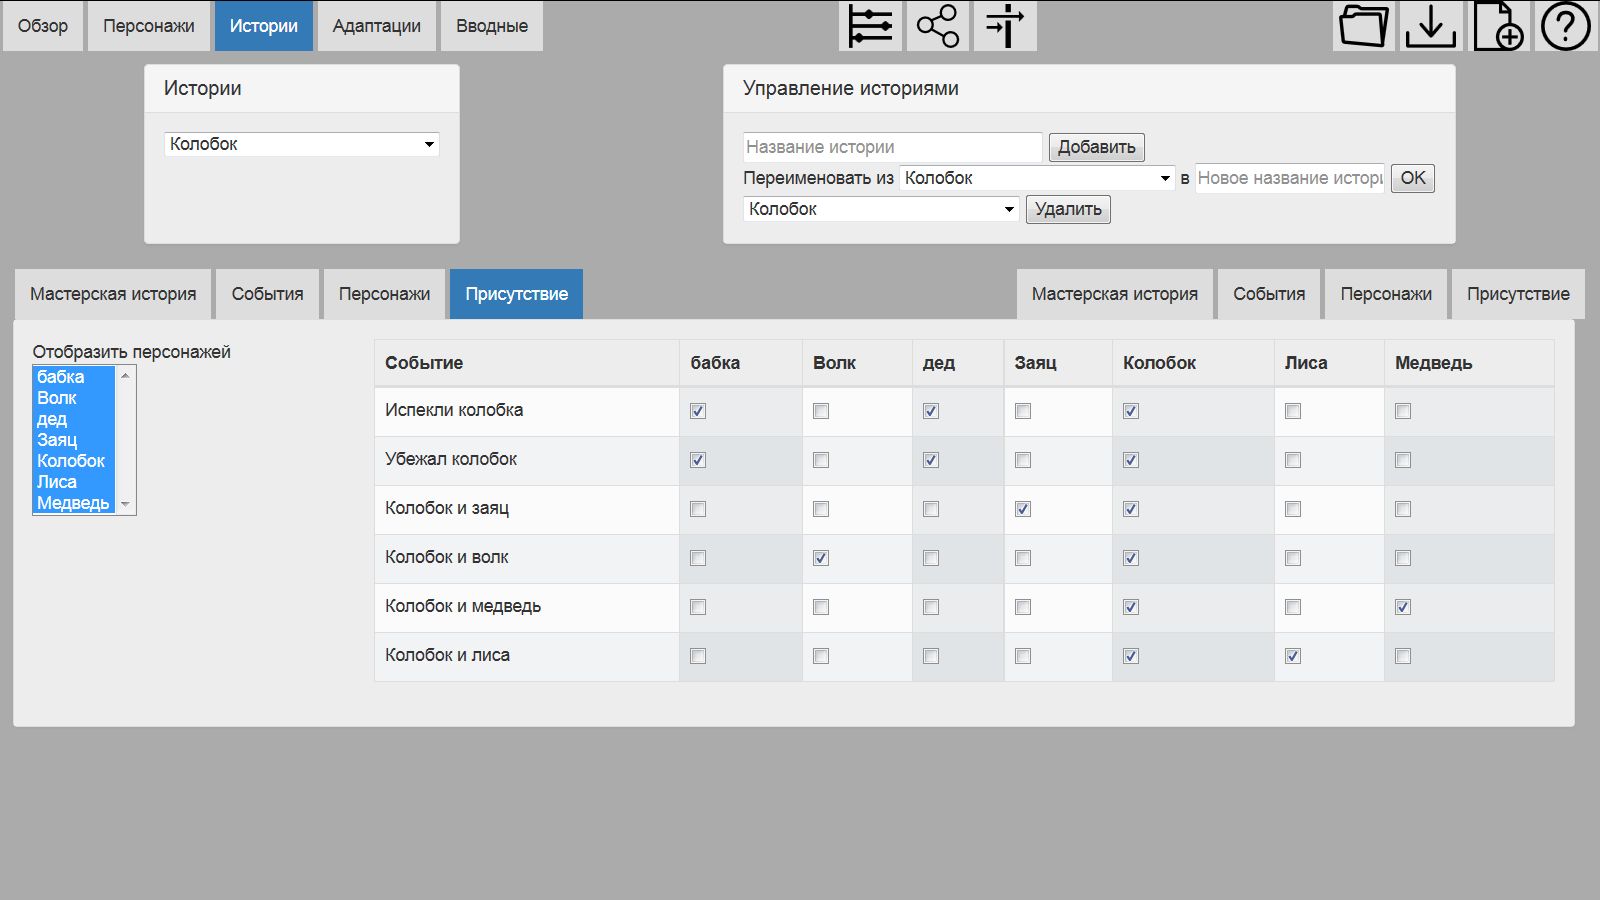 Обзор Персонажи Истории Адаптации Вводные
Истории
Колобок
Управление историями
Название истории Добавить
Переименовать из Колобок в Новое название истори OK
Колобок Удалить
Мастерская история События Персонажи Присутствие
Мастерская история События Персонажи Присутствие
Отобразить персонажей
бабка
Волк
дед
Заяц
Колобок
Лиса
Медведь
Событие бабка Волк дед Заяц Колобок Лиса Медведь
Испекли колобка
Убежал колобок
Колобок и заяц
Колобок и волк
Колобок и медведь
Колобок и лиса